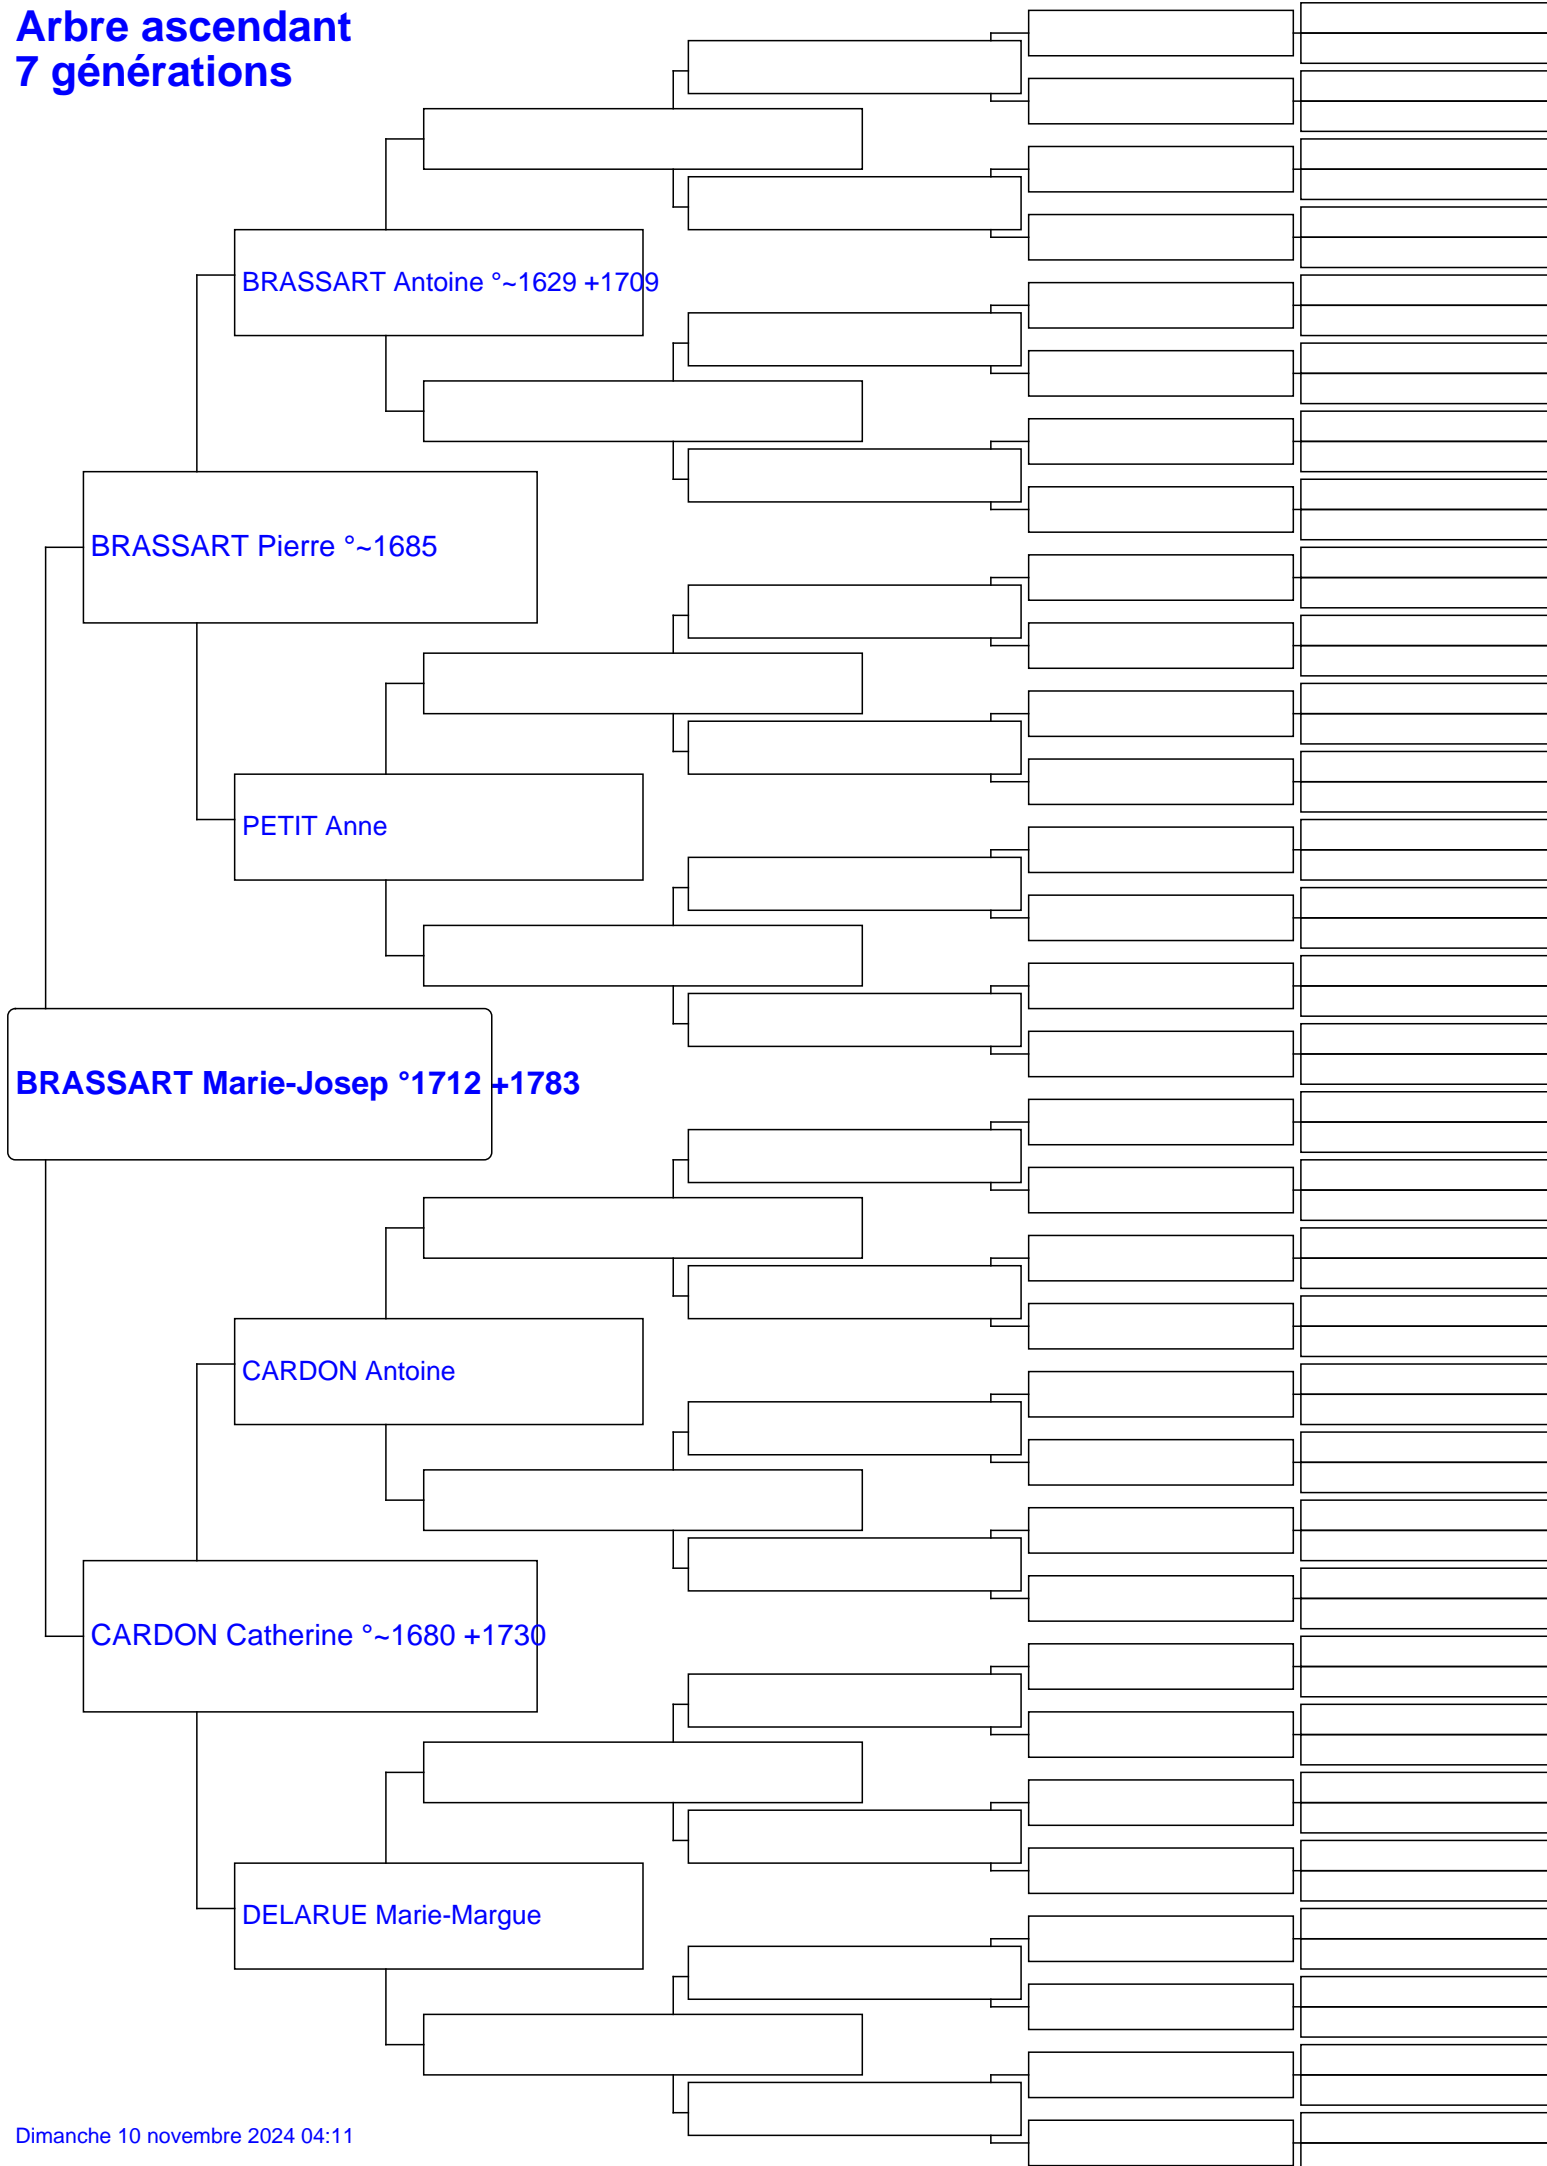 Arbre ascendant
7 générations
BRASSART Antoine °~1629 +1709
BRASSART Pierre °~1685
PETIT Anne
BRASSART Marie-Josep °1712 +1783
CARDON Antoine
CARDON Catherine °~1680 +1730
DELARUE Marie-Margue
Dimanche 10 novembre 2024 04:11